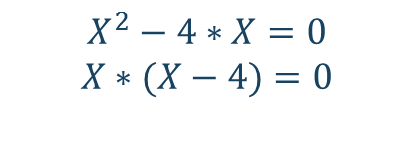 X² − 4 ∗ X = 0
X ∗ (X − 4) = 0